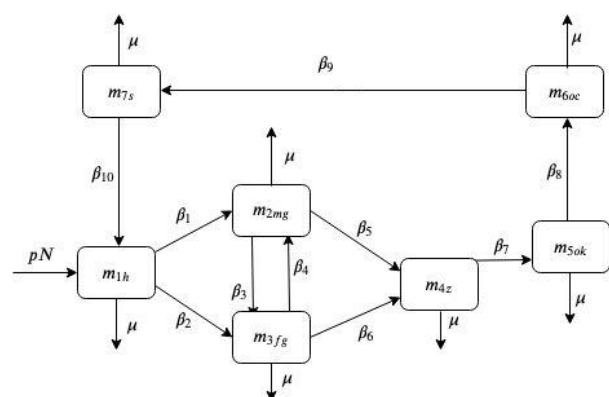 μ
μ
β₉
m₇ₛ
m₆ₒc
μ
β₁₀
β₈
β₁
m₂mg
β₅
pN
m₁ₕ
β₃
β₄
β₇
m₅ₒₖ
m₄z
β₂
m₃fg
β₆
μ
μ
μ
μ